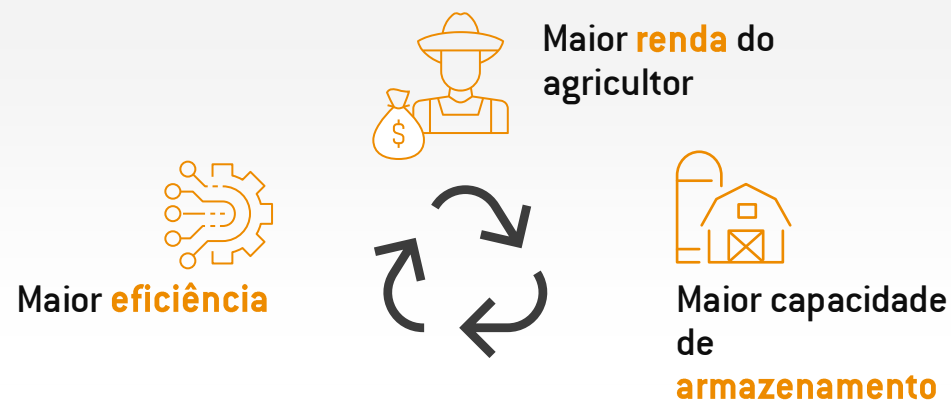 Maior renda do
agricultor
$
Maior eficiência
Maior capacidade
de
armazenamento